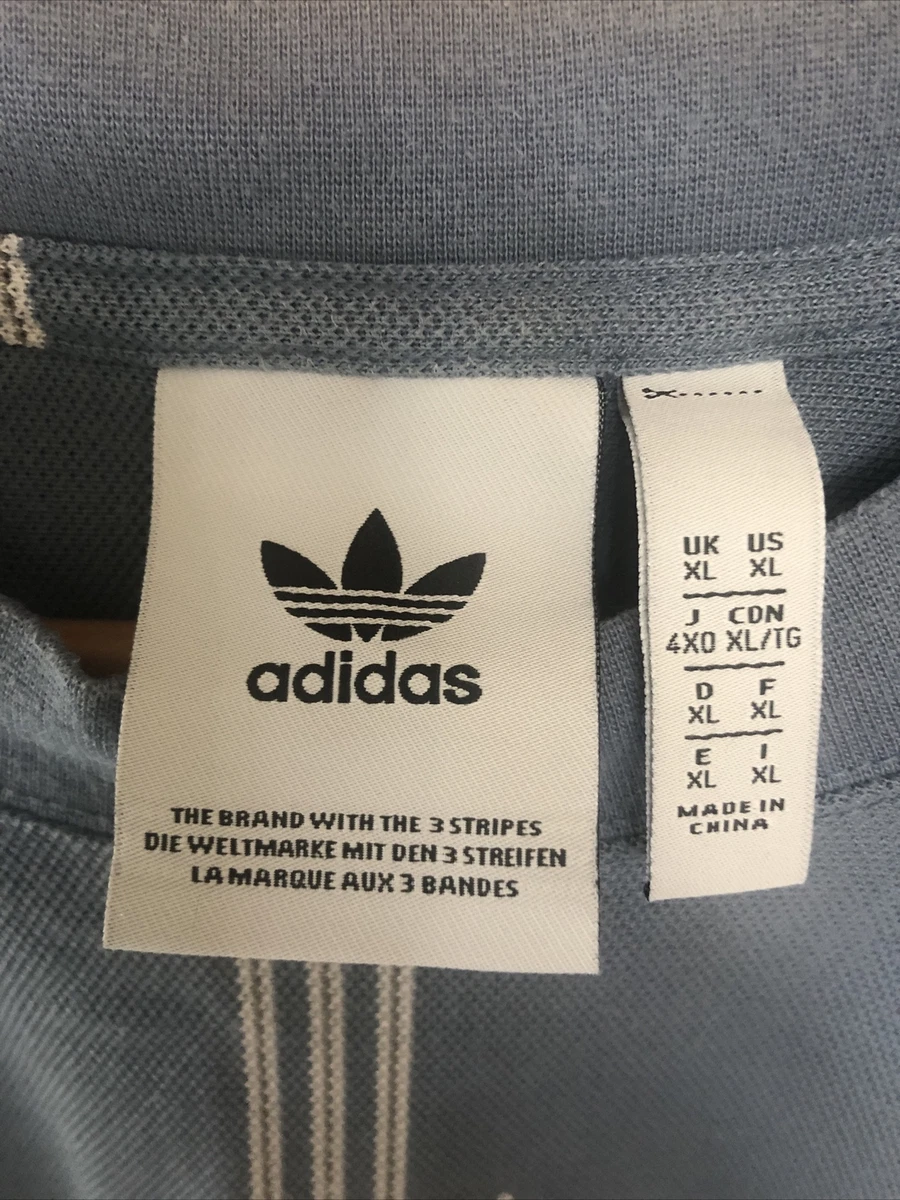 adidas
THE BRAND WITH THE 3 STRIPES
DIE WELTMARKE MIT DEN 3 STREIFEN
LA MARQUE AUX 3 BANDES
UK US
XL XL
J CDN
4XO XL/TG
D F
XL XL
E I
XL XL
MADE IN
CHINA